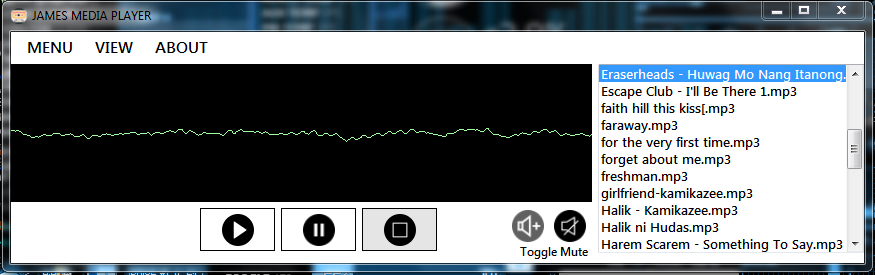 JAMES MEDIA PLAYER
MENU VIEW ABOUT
Eraserheads - Huwag Mo Nang Itanong.
Escape Club - I'll Be There 1.mp3
faith hill this kiss[.mp3
faraway.mp3
for the very first time.mp3
forget about me.mp3
freshman.mp3
girlfriend-kamikazee.mp3
Halik - Kamikazee.mp3
Halik ni Hudas.mp3
Harem Scarem - Something To Say.mp3
Toggle Mute